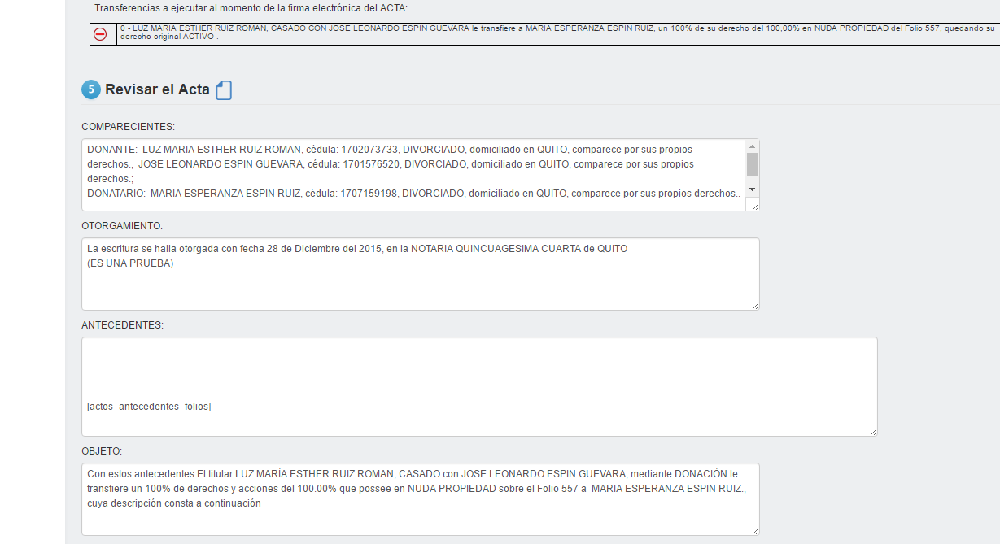 Transferencias a ejecutar al momento de la firma electrónica del ACTA:
0 - LUZ MARÍA ESTHER RUIZ ROMAN, CASADO CON JOSE LEONARDO ESPIN GUEVARA le transfiere a MARIA ESPERANZA ESPIN RUIZ, un 100% de su derecho del 100,00% en NUDA PROPIEDAD del Folio 557, quedando su
derecho original ACTIVO .
5 Revisar el Acta
COMPARECIENTES:
DONANTE:  LUZ MARIA ESTHER RUIZ ROMAN, cédula: 1702073733, DIVORCIADO, domiciliado en QUITO, comparece por sus propios
derechos.,  JOSE LEONARDO ESPIN GUEVARA, cédula: 1701576520, DIVORCIADO, domiciliado en QUITO, comparece por sus propios
derechos.;
DONATARIO:  MARIA ESPERANZA ESPIN RUIZ, cédula: 1707159198, DIVORCIADO, domiciliado en QUITO, comparece por sus propios derechos..
OTORGAMIENTO:
La escritura se halla otorgada con fecha 28 de Diciembre del 2015, en la NOTARIA QUINCUAGESIMA CUARTA de QUITO
(ES UNA PRUEBA)
ANTECEDENTES:
[actos_antecedentes_folios]
OBJETO:
Con estos antecedentes El titular LUZ MARÍA ESTHER RUIZ ROMAN, CASADO con JOSE LEONARDO ESPIN GUEVARA, mediante DONACIÓN le
transfiere un 100% de derechos y acciones del 100.00% que possee en NUDA PROPIEDAD sobre el Folio 557 a  MARIA ESPERANZA ESPIN RUIZ.,
cuya descripción consta a continuación